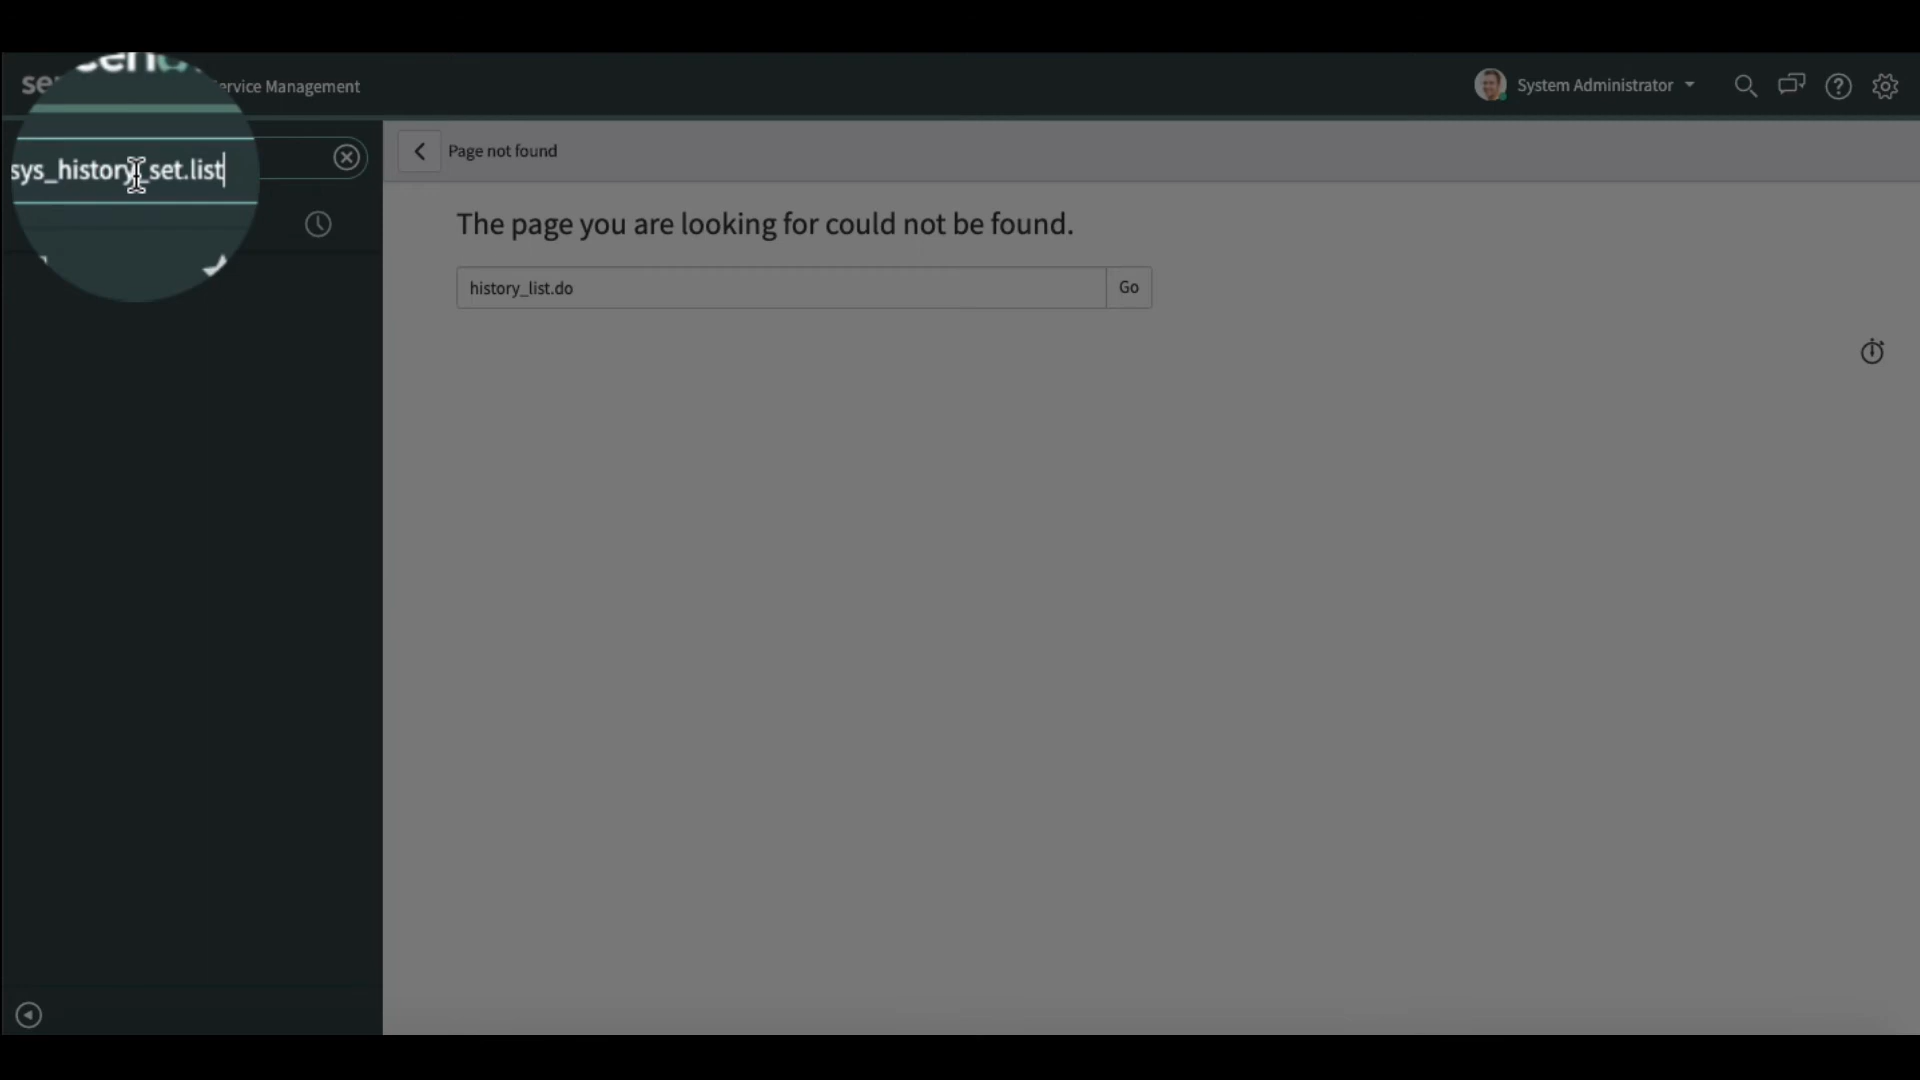 ervice Management
System Administrator
sys_history_set.list
Page not found
The page you are looking for could not be found.
history_list.do
Go